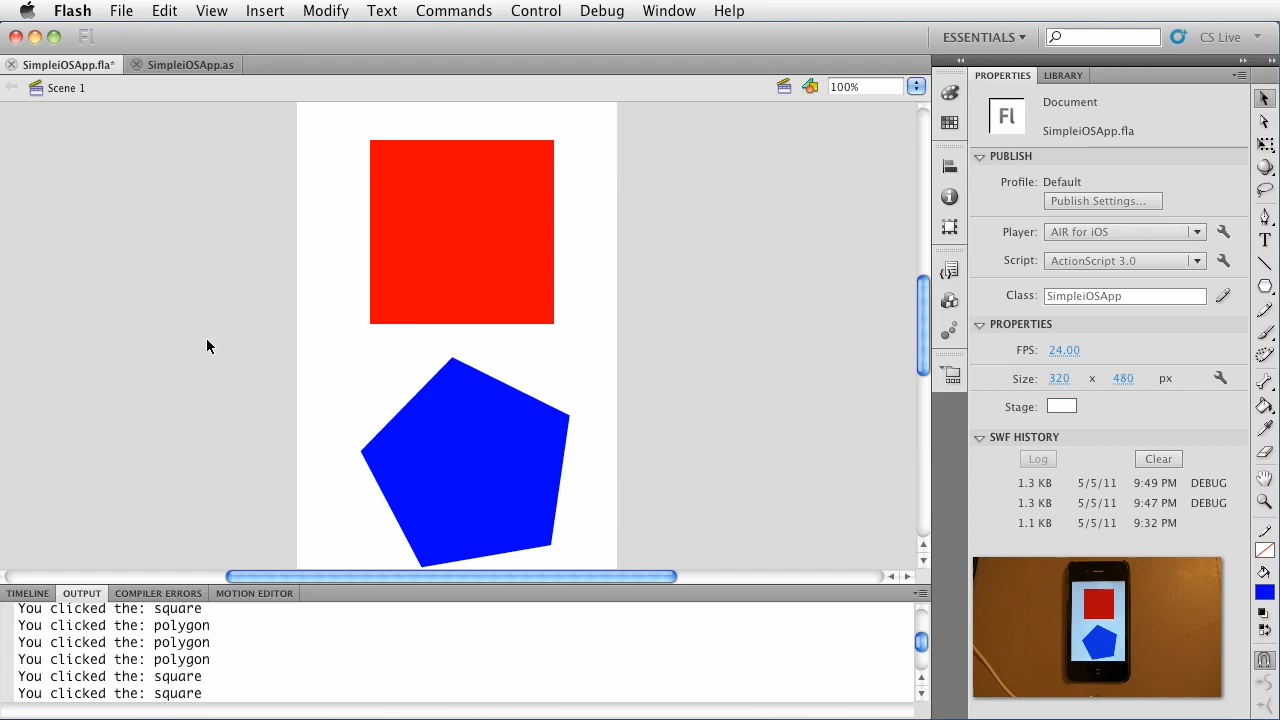 Flash File Edit View Insert Modify Text Commands Control Debug Window Help
Fl ESSENTIALS CS Live
SimpleiOSApp.fla* SimpleiOSApp.as
Scene 1 100%
PROPERTIES LIBRARY
Fl
Document
SimpleiOSApp.fla
PUBLISH
Profile: Default
Publish Settings...
Player: AIR for iOS
Script: ActionScript 3.0
Class: SimpleiOSApp
PROPERTIES
FPS: 24.00
Size: 320 x 480 px
Stage:
SWF HISTORY
Log Clear
1.3 KB 5/5/11 9:49 PM DEBUG
1.3 KB 5/5/11 9:47 PM DEBUG
1.1 KB 5/5/11 9:32 PM
TIMELINE OUTPUT COMPILER ERRORS MOTION EDITOR
You clicked the: square
You clicked the: polygon
You clicked the: polygon
You clicked the: polygon
You clicked the: square
You clicked the: square